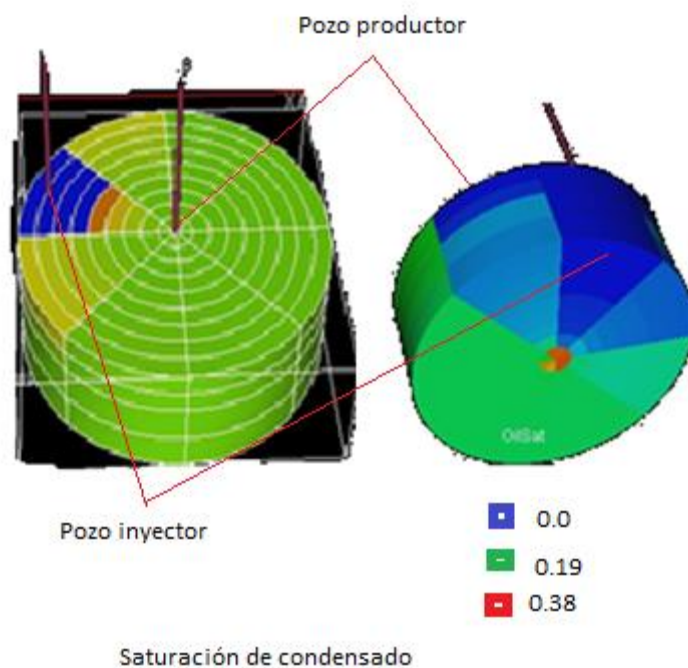 Pozo productor
OilSat
Pozo inyector
0.0
0.19
0.38
Saturación de condensado